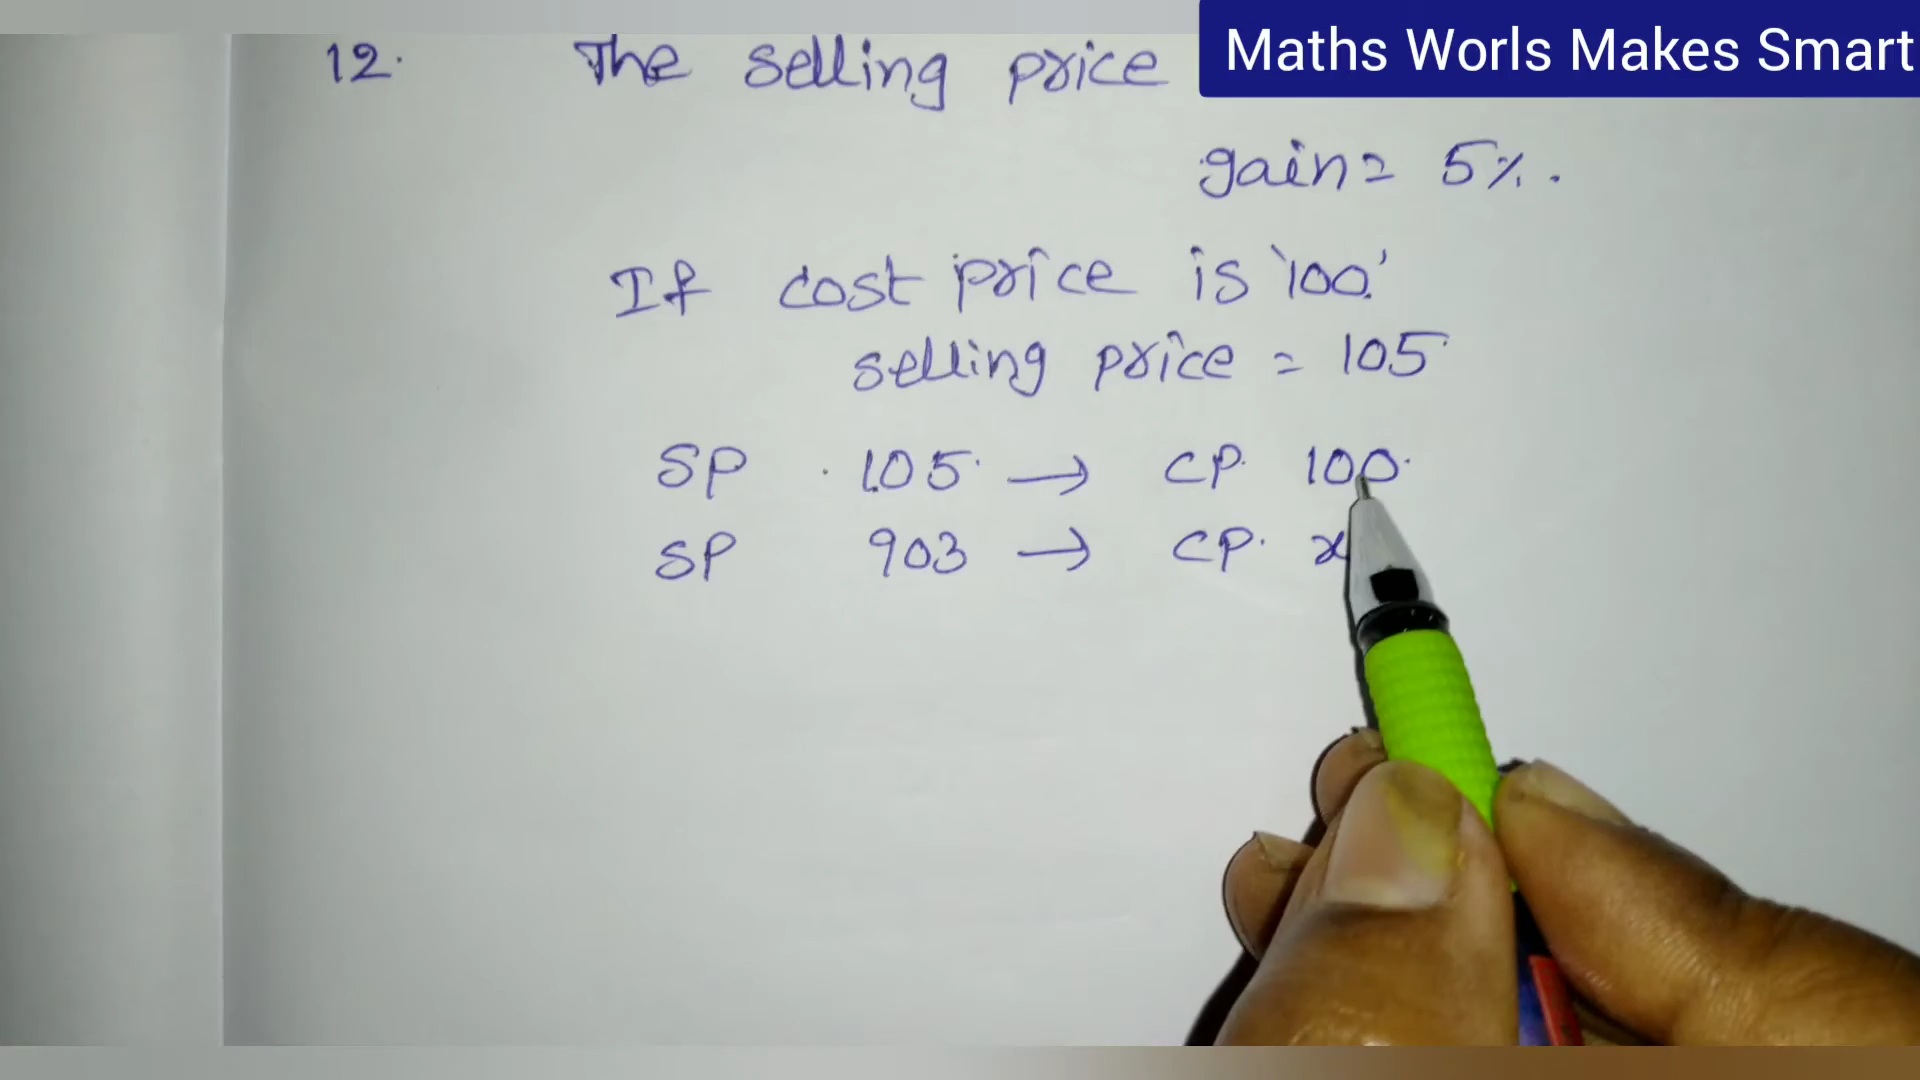 Maths Worls Makes Smart
12. The selling price
gain = 5%.
If cost price is '100.'
selling price = 105
SP 105 → CP. 100.
SP 903 → CP. x